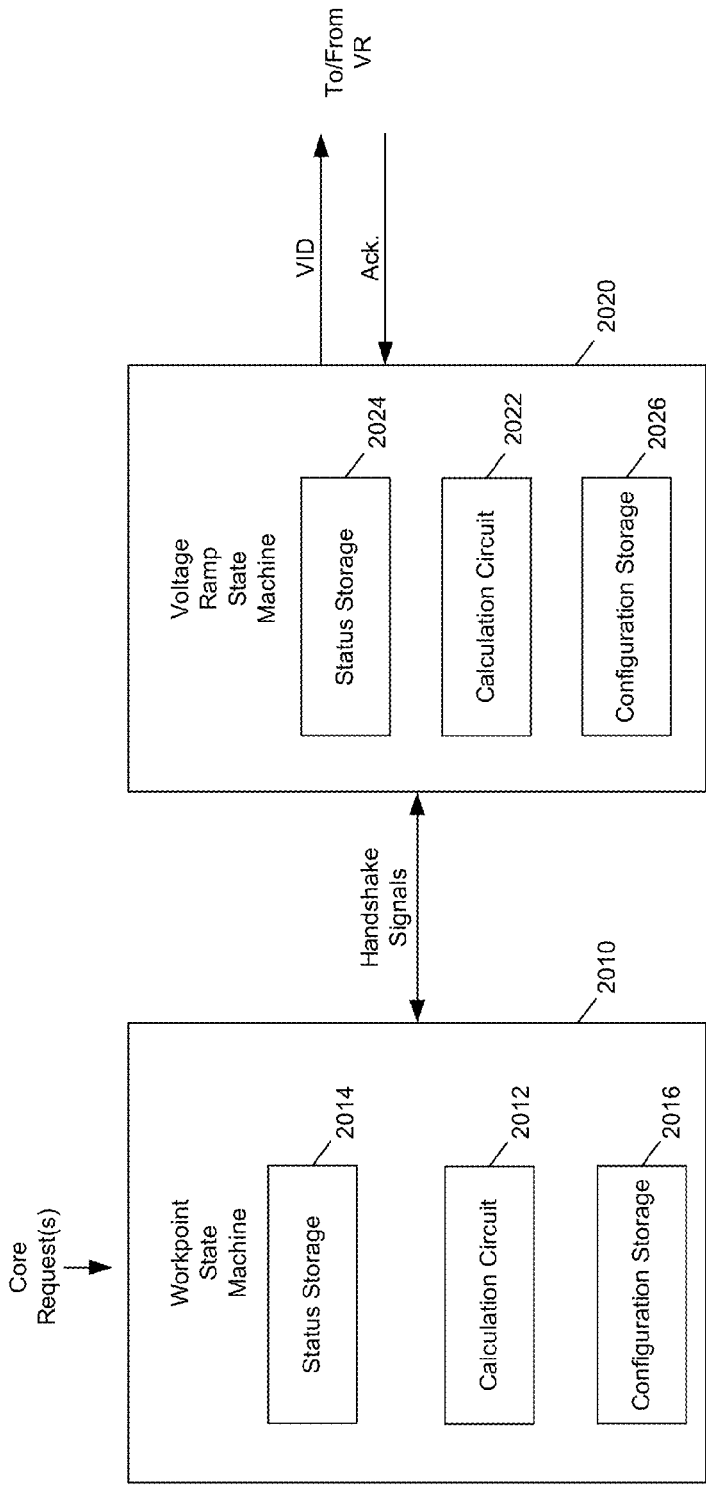 Core
Request(s)
Workpoint
State
Machine
Status Storage
2014
Calculation Circuit
2012
Configuration Storage
2016
2010
Handshake
Signals
Voltage
Ramp
State
Machine
Status Storage
2024
Calculation Circuit
2022
Configuration Storage
2026
2020
VID
Ack.
To/From
VR